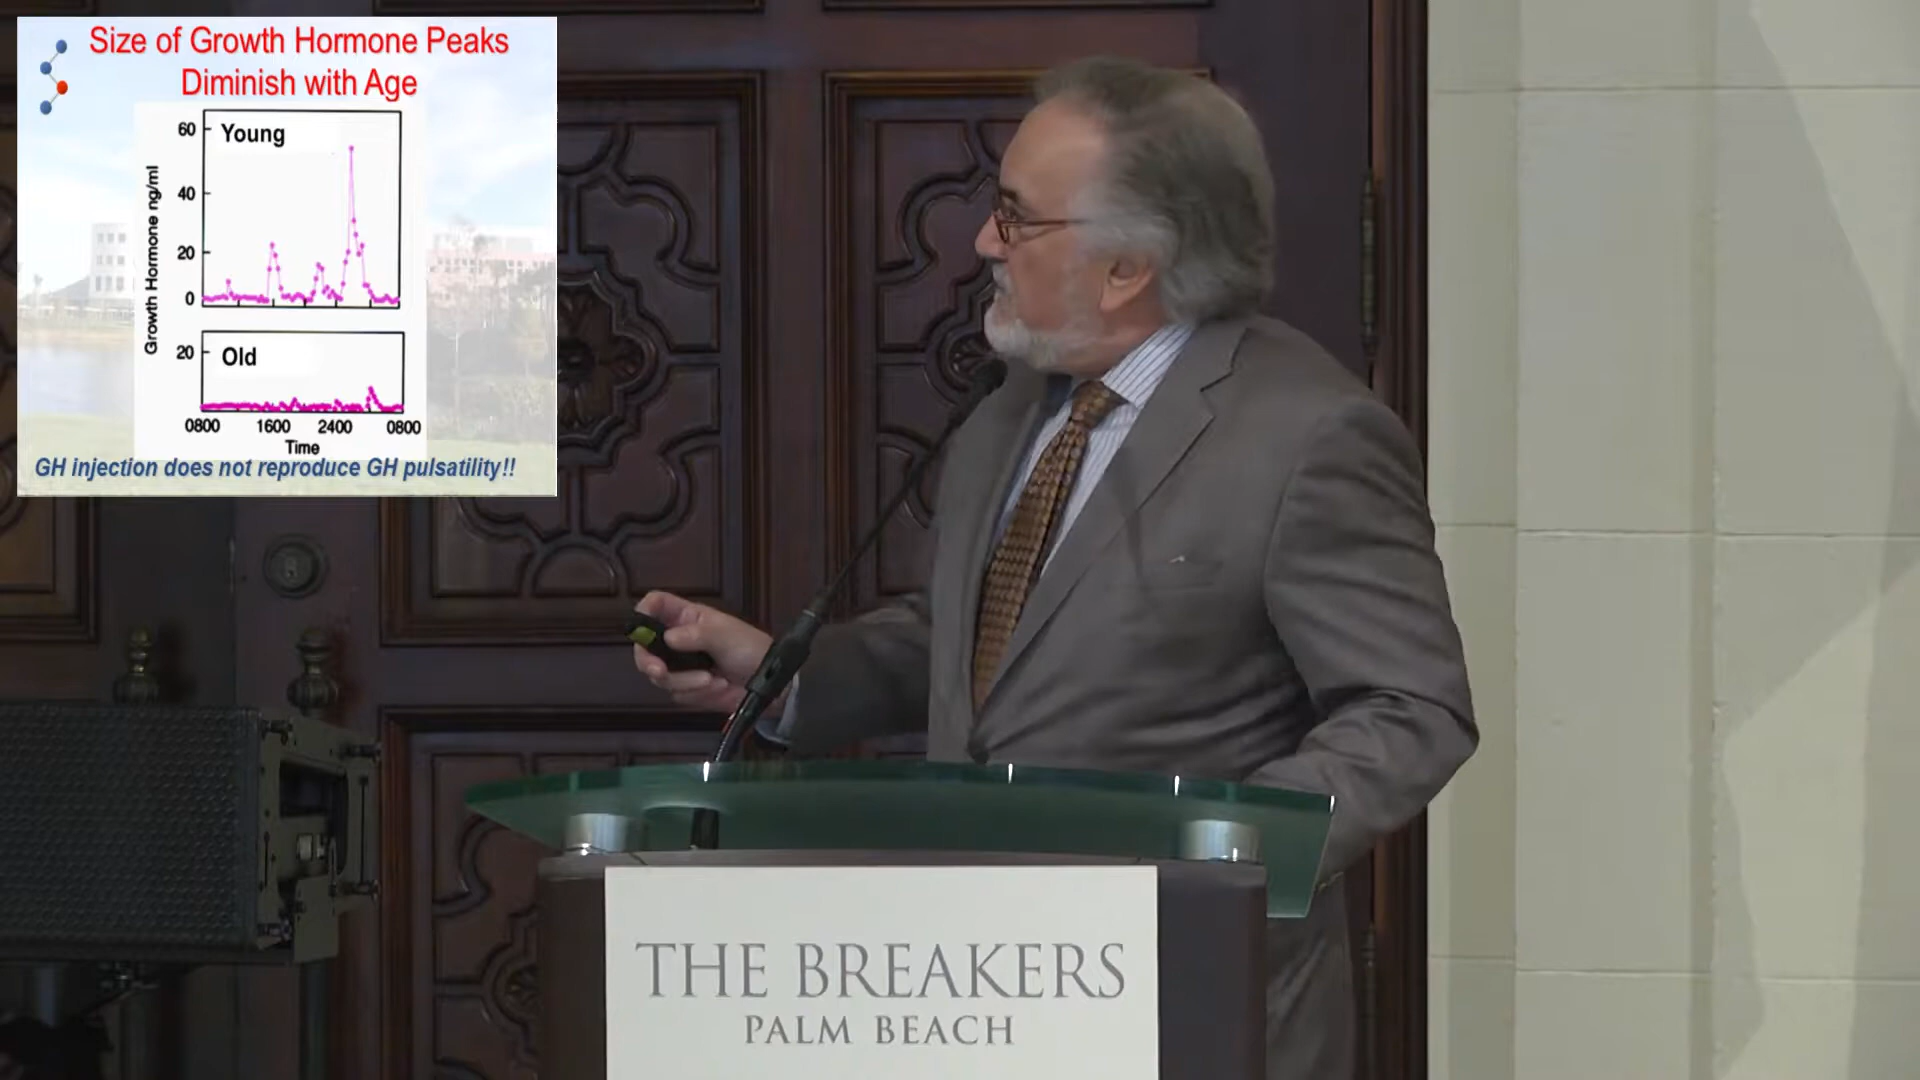 Size of Growth Hormone Peaks
Diminish with Age
Growth Hormone ng/ml
60
40
20
0
Young
20
Old
0800 1600 2400 0800
Time
GH injection does not reproduce GH pulsatility!!
THE BREAKERS
PALM BEACH